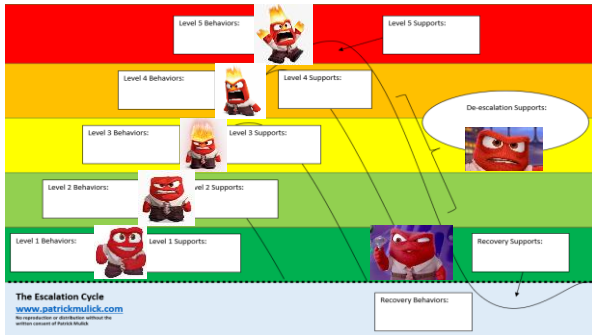 Level 5 Behaviors:
Level 5 Supports:
Level 4 Behaviors:
Level 4 Supports:
De-escalation Supports:
Level 3 Behaviors:
Level 3 Supports:
Level 2 Behaviors:
vel 2 Supports:
Level 1 Behaviors:
Level 1 Supports:
Recovery Supports:
Recovery Behaviors:
The Escalation Cycle
www.patrickmulick.com
No reproduction or distribution without the
written consent of Patrick Mulick